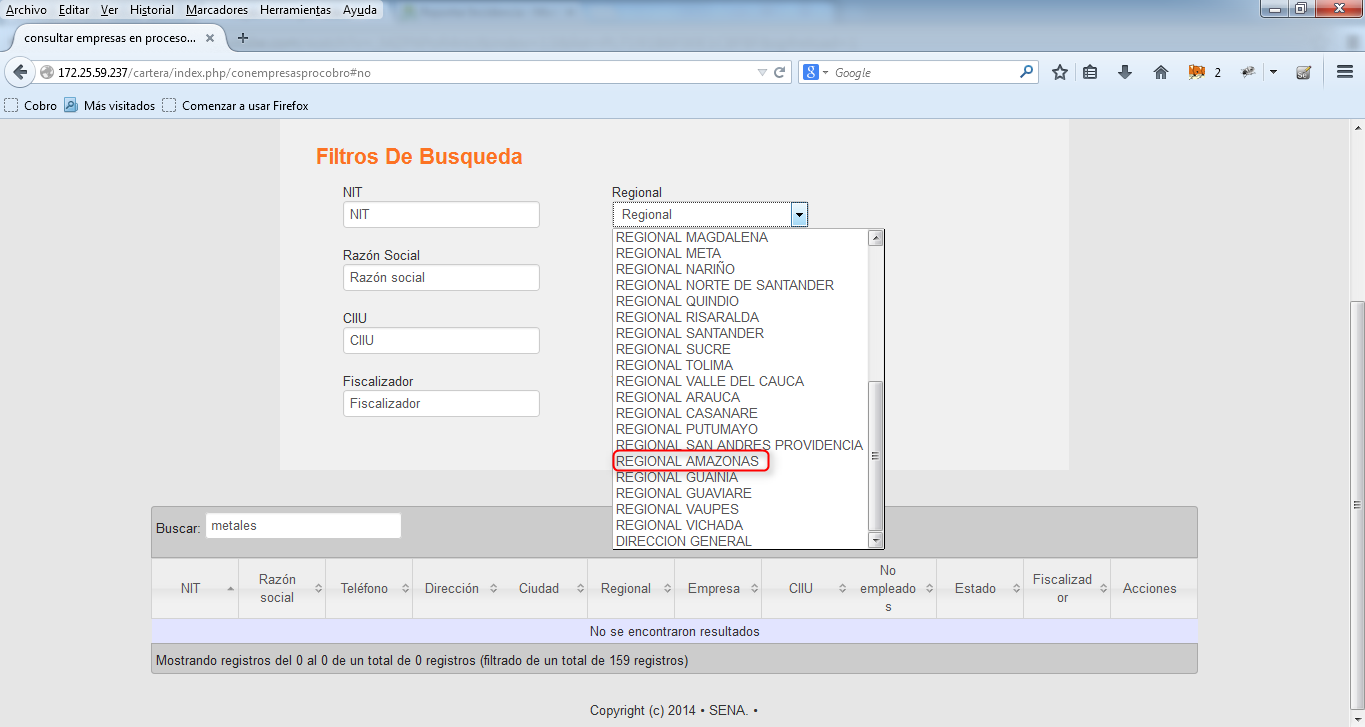 Archivo Editar Ver Historial Marcadores Herramientas Ayuda
consultar empresas en proceso...
172.25.59.237/cartera/index.php/conempresasprocobro#no
Google
2
Cobro Más visitados Comenzar a usar Firefox
Filtros De Busqueda
NIT Regional
NIT Regional
REGIONAL MAGDALENA
REGIONAL META
Razón Social
REGIONAL NARIÑO
Razón social
REGIONAL NORTE DE SANTANDER
REGIONAL QUINDIO
CIIU
REGIONAL RISARALDA
REGIONAL SANTANDER
CIIU
REGIONAL SUCRE
REGIONAL TOLIMA
Fiscalizador
REGIONAL VALLE DEL CAUCA
Fiscalizador
REGIONAL ARAUCA
REGIONAL CASANARE
REGIONAL PUTUMAYO
REGIONAL SAN ANDRES PROVIDENCIA
REGIONAL AMAZONAS
REGIONAL GUAINIA
REGIONAL GUAVIARE
REGIONAL VAUPES
REGIONAL VICHADA
DIRECCION GENERAL
Buscar: metales
NIT Razón social Teléfono Dirección Ciudad Regional Empresa CIIU No empleado s Estado Fiscalizad or Acciones
No se encontraron resultados
Mostrando registros del 0 al 0 de un total de 0 registros (filtrado de un total de 159 registros)
Copyright (c) 2014 • SENA. •